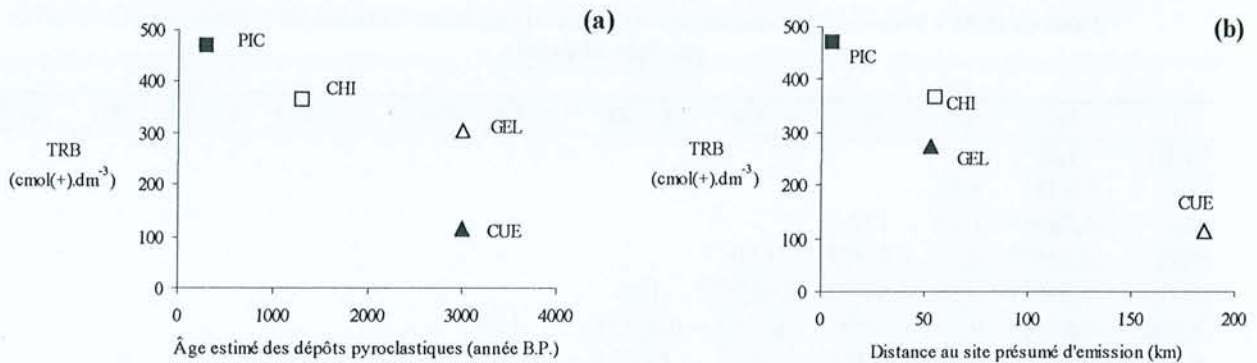 (a)
500
PIC
400
CHI
300
GEL
TRB
(cmol(+).dm⁻³)
200
100
CUE
0
0 1000 2000 3000 4000
Âge estimé des dépôts pyroclastiques (année B.P.)
(b)
500
PIC
400
CHI
300
TRB
GEL
(cmol(+).dm⁻³)
200
CUE
100
0
0 50 100 150 200
Distance au site présumé d'emission (km)